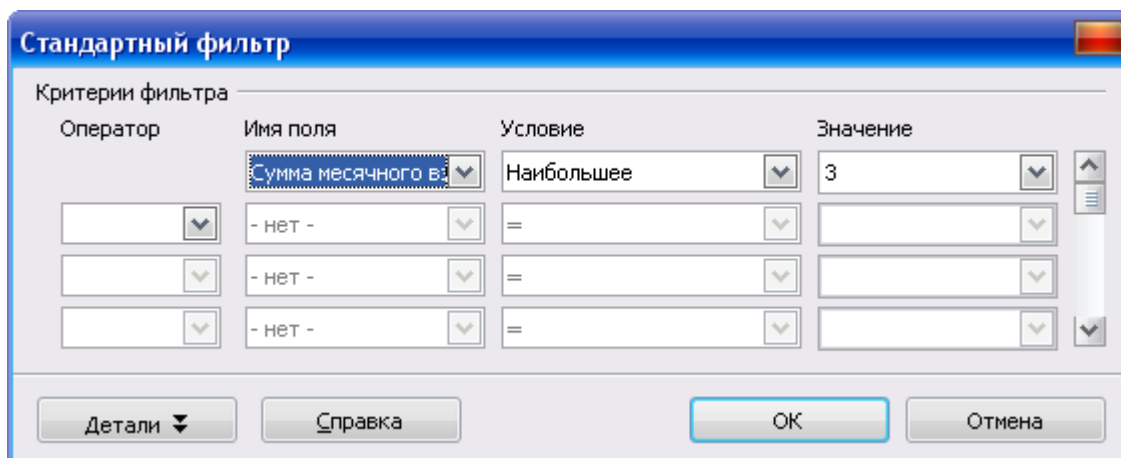 Стандартный фильтр
Критерии фильтра
Оператор Имя поля Условие Значение
Сумма месячного вз Наибольшее 3
- нет - =
- нет - =
- нет - =
Детали Справка ОК Отмена